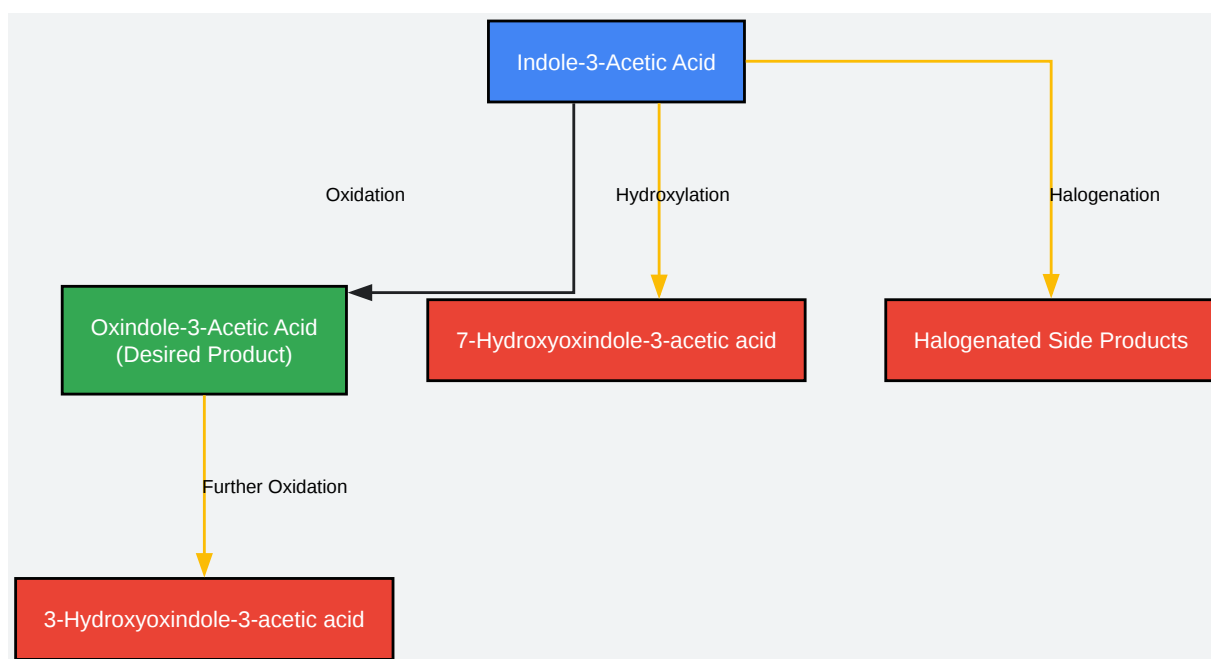 Indole-3-Acetic Acid
Oxidation
Hydroxylation
Halogenation
Oxindole-3-Acetic Acid
(Desired Product)
7-Hydroxyoxindole-3-acetic acid
Halogenated Side Products
Further Oxidation
3-Hydroxyoxindole-3-acetic acid